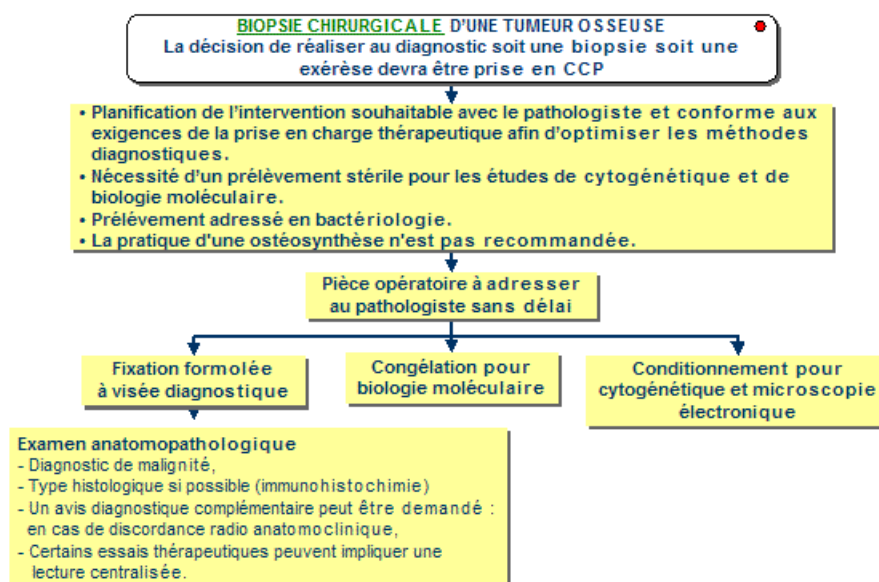 BIOPSIE CHIRURGICALE D'UNE TUMEUR OSSEUSE
La décision de réaliser au diagnostic soit une biopsie soit une
exérèse devra être prise en CCP
• Planification de l'intervention souhaitable avec le pathologiste et conforme aux
exigences de la prise en charge thérapeutique afin d'optimiser les méthodes
diagnostiques.
• Nécessité d'un prélèvement stérile pour les études de cytogénétique et de
biologie moléculaire.
• Prélévement adressé en bactériologie.
• La pratique d'une ostéosynthèse n'est pas recommandée.
Pièce opératoire à adresser
au pathologiste sans délai
Fixation formolée
à visée diagnostique
Congélation pour
biologie moléculaire
Conditionnement pour
cytogénétique et microscopie
électronique
Examen anatomopathologique
- Diagnostic de malignité,
- Type histologique si possible (immunohistochimie)
- Un avis diagnostique complémentaire peut être demandé :
en cas de discordance radio anatomoclinique,
- Certains essais thérapeutiques peuvent impliquer une
lecture centralisée.